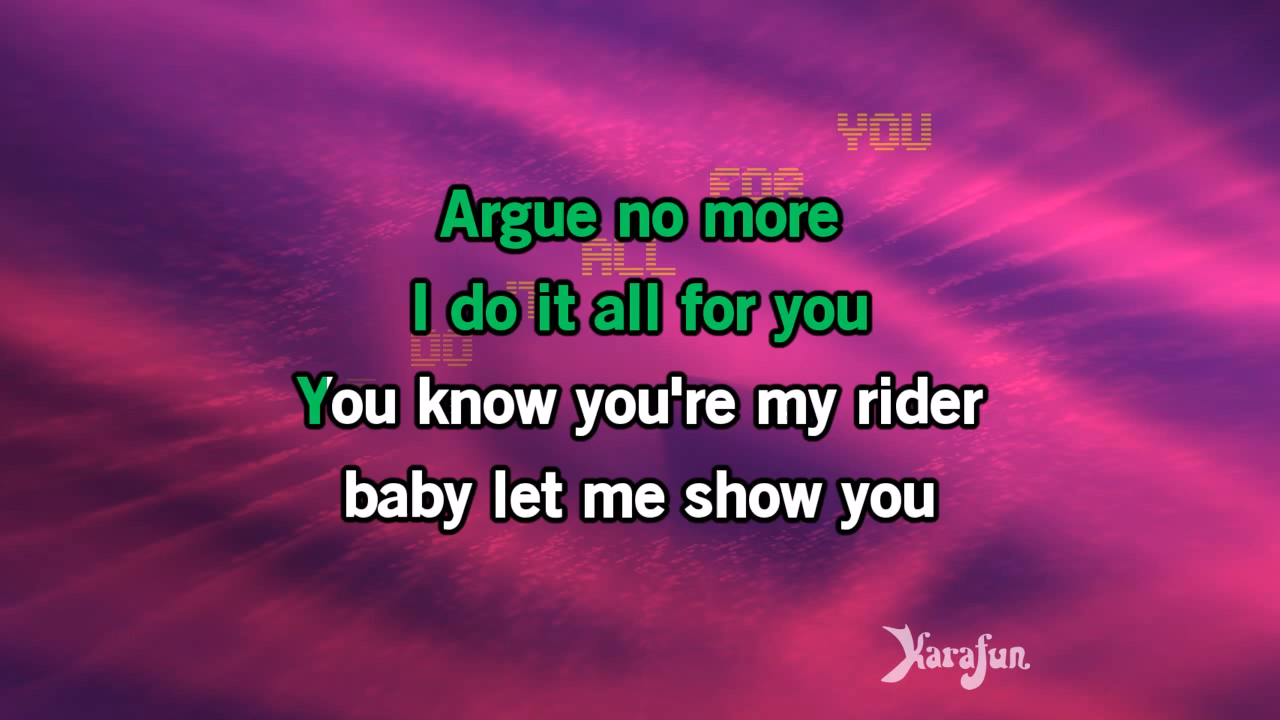 YOU
FOR
Argue no more
ALL
I do it all for you
DO
You know you're my rider
baby let me show you
Karafun